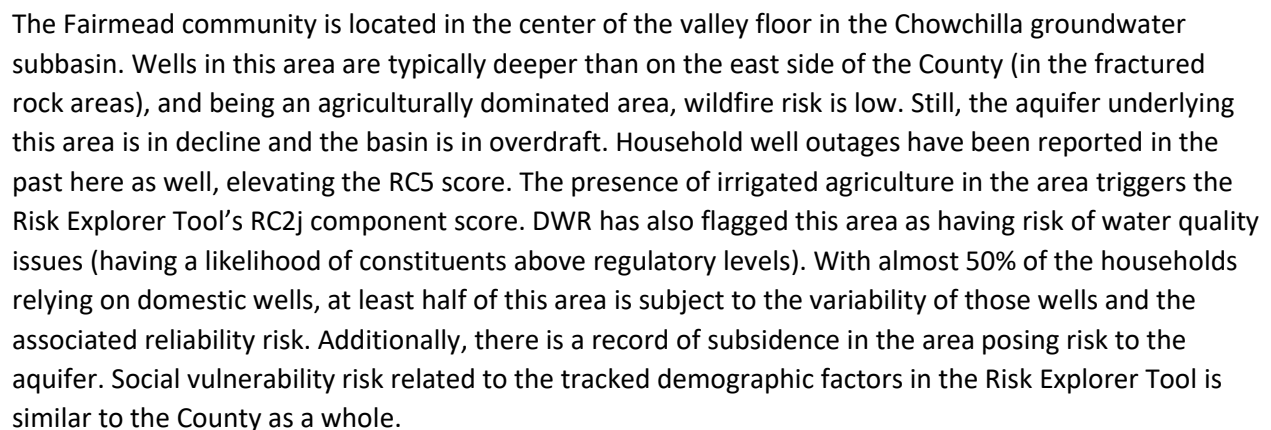 The Fairmead community is located in the center of the valley floor in the Chowchilla groundwater
subbasin. Wells in this area are typically deeper than on the east side of the County (in the fractured
rock areas), and being an agriculturally dominated area, wildfire risk is low. Still, the aquifer underlying
this area is in decline and the basin is in overdraft. Household well outages have been reported in the
past here as well, elevating the RC5 score. The presence of irrigated agriculture in the area triggers the
Risk Explorer Tool’s RC2j component score. DWR has also flagged this area as having risk of water quality
issues (having a likelihood of constituents above regulatory levels). With almost 50% of the households
relying on domestic wells, at least half of this area is subject to the variability of those wells and the
associated reliability risk. Additionally, there is a record of subsidence in the area posing risk to the
aquifer. Social vulnerability risk related to the tracked demographic factors in the Risk Explorer Tool is
similar to the County as a whole.